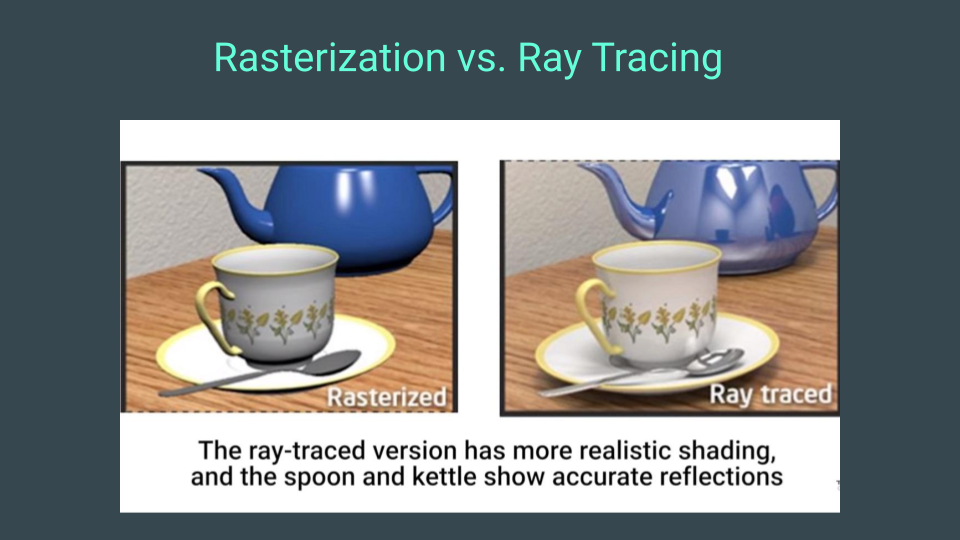 Rasterization vs. Ray Tracing
Rasterized
Ray traced
The ray-traced version has more realistic shading,
and the spoon and kettle show accurate reflections